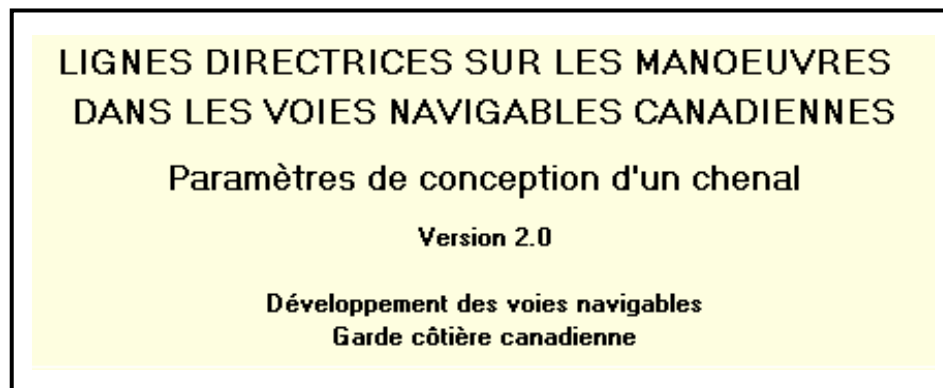 LIGNES DIRECTRICES SUR LES MANOEUVRES
DANS LES VOIES NAVIGABLES CANADIENNES
Paramètres de conception d'un chenal
Version 2.0
Développement des voies navigables
Garde côtière canadienne